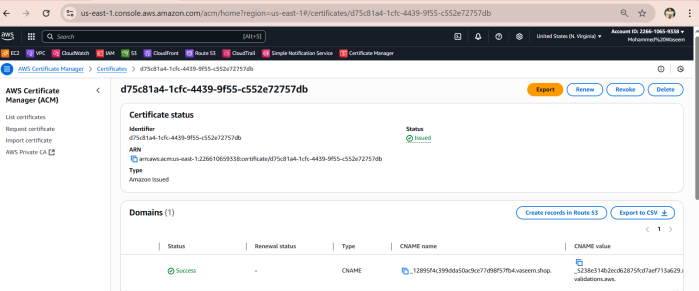 us-east-1.console.aws.amazon.com/acm/home?region=us-east-1#/certificates/d75c81a4-1cfc-4439-9f55-c552e72757db
aws
Search
[Alt+S]
United States (N. Virginia)
Account ID: 2266-1065-9338
Mohammed%20Waseem
EC2 VPC CloudWatch IAM S3 CloudFront Route 53 CloudTrail Simple Notification Service Certificate Manager
AWS Certificate Manager > Certificates > d75c81a4-1cfc-4439-9f55-c552e72757db
AWS Certificate Manager (ACM)
List certificates
Request certificate
Import certificate
AWS Private CA
d75c81a4-1cfc-4439-9f55-c552e72757db
Export
Renew
Revoke
Delete
Certificate status
Identifier
d75c81a4-1cfc-4439-9f55-c552e72757db
Status
Issued
ARN
arn:aws:acm:us-east-1:226610659338:certificate/d75c81a4-1cfc-4439-9f55-c552e72757db
Type
Amazon Issued
Domains (1)
Create records in Route 53
Export to CSV
1
Status Renewal status Type CNAME name CNAME value
Success - CNAME _12895f4c399dda50ac9ce77d98f57fb4.vaseem.shop.
_5238e314b2ecd62875fcd7aef713a629.
validations.aws.